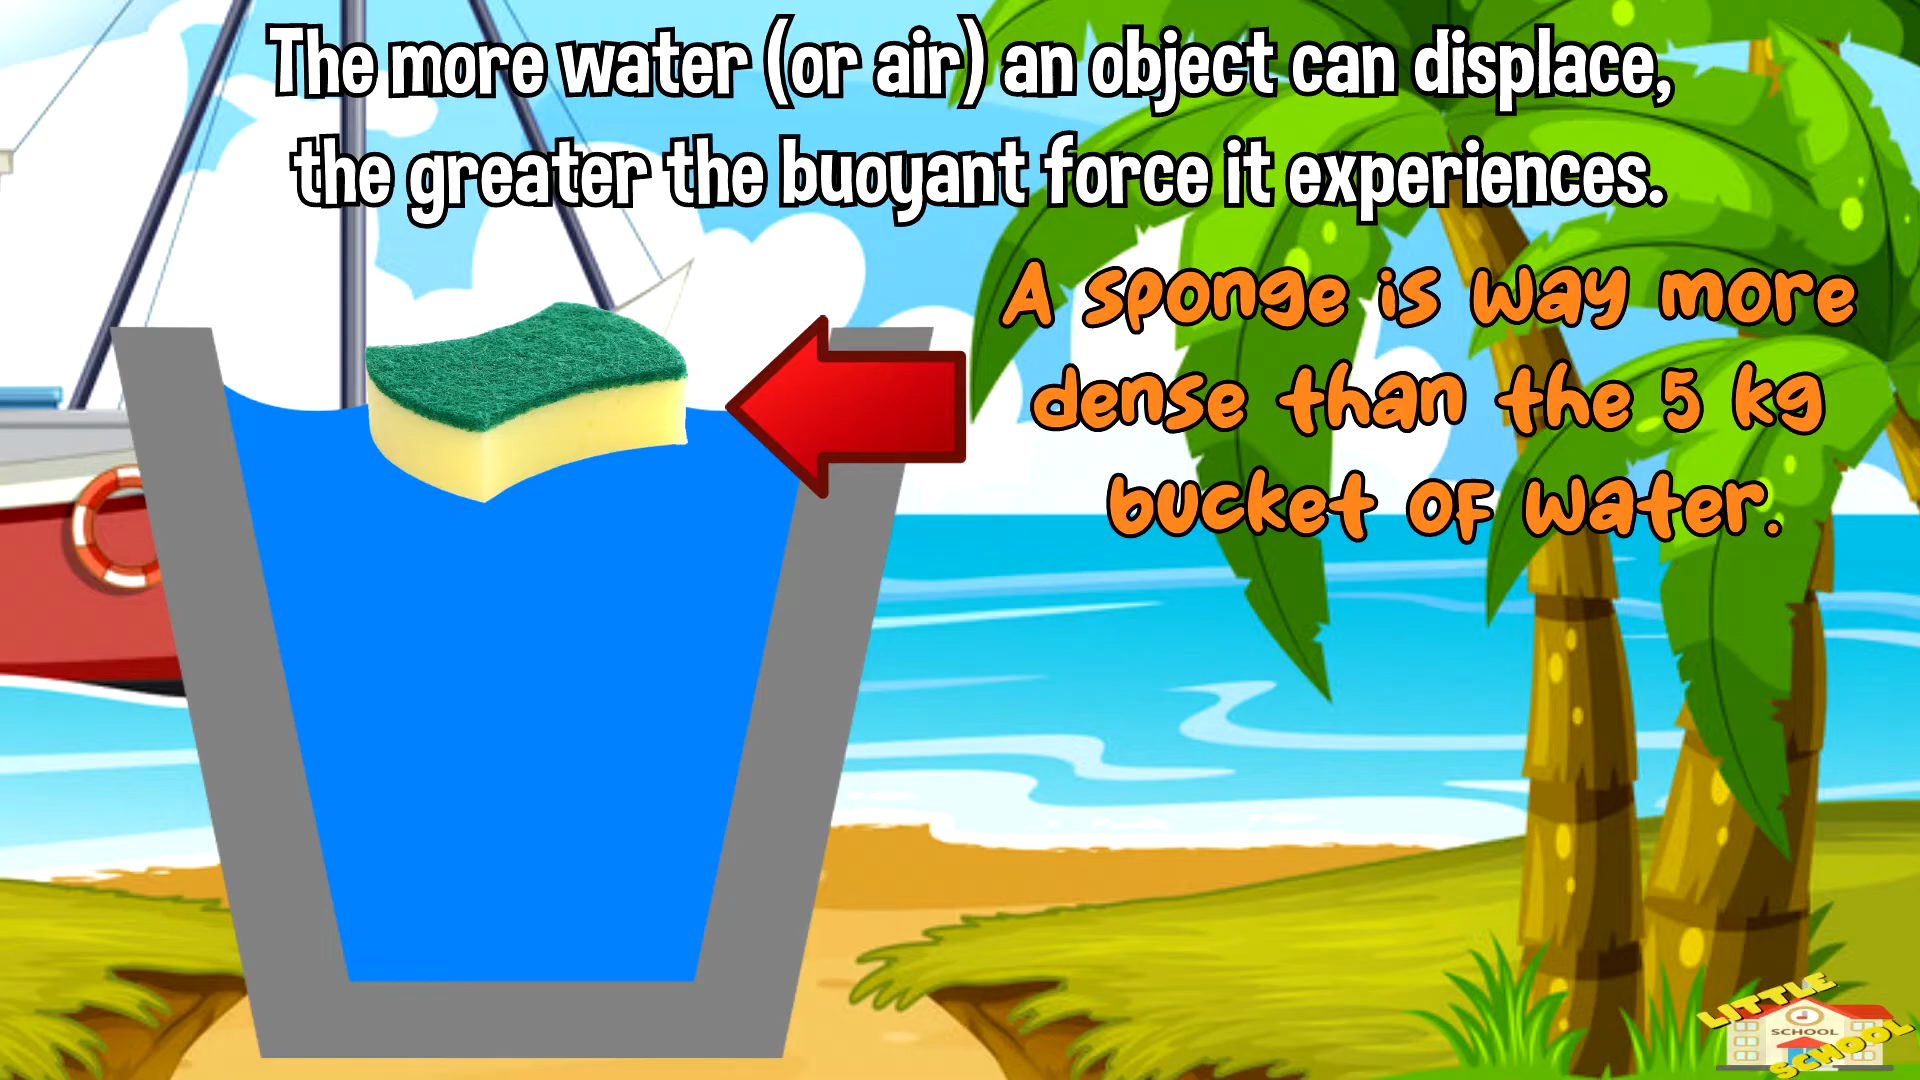 The more water (or air) an object can displace,
the greater the buoyant force it experiences.
A sponge is way more
dense than the 5 kg
bucket of water.
LITTLE
SCHOOL
SCHOOL